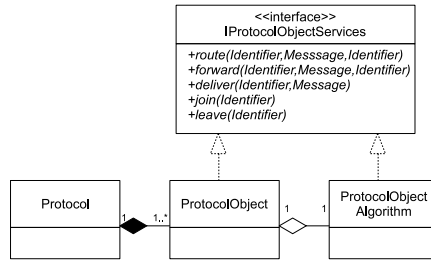 <<interface>>
IProtocolObjectServices
+route(Identifier,Messsage,Identifier)
+forward(Identifier,Message,Identifier)
+deliver(Identifier,Message)
+join(Identifier)
+leave(Identifier)
Protocol
1
1..*
ProtocolObject
1
1
ProtocolObject
Algorithm